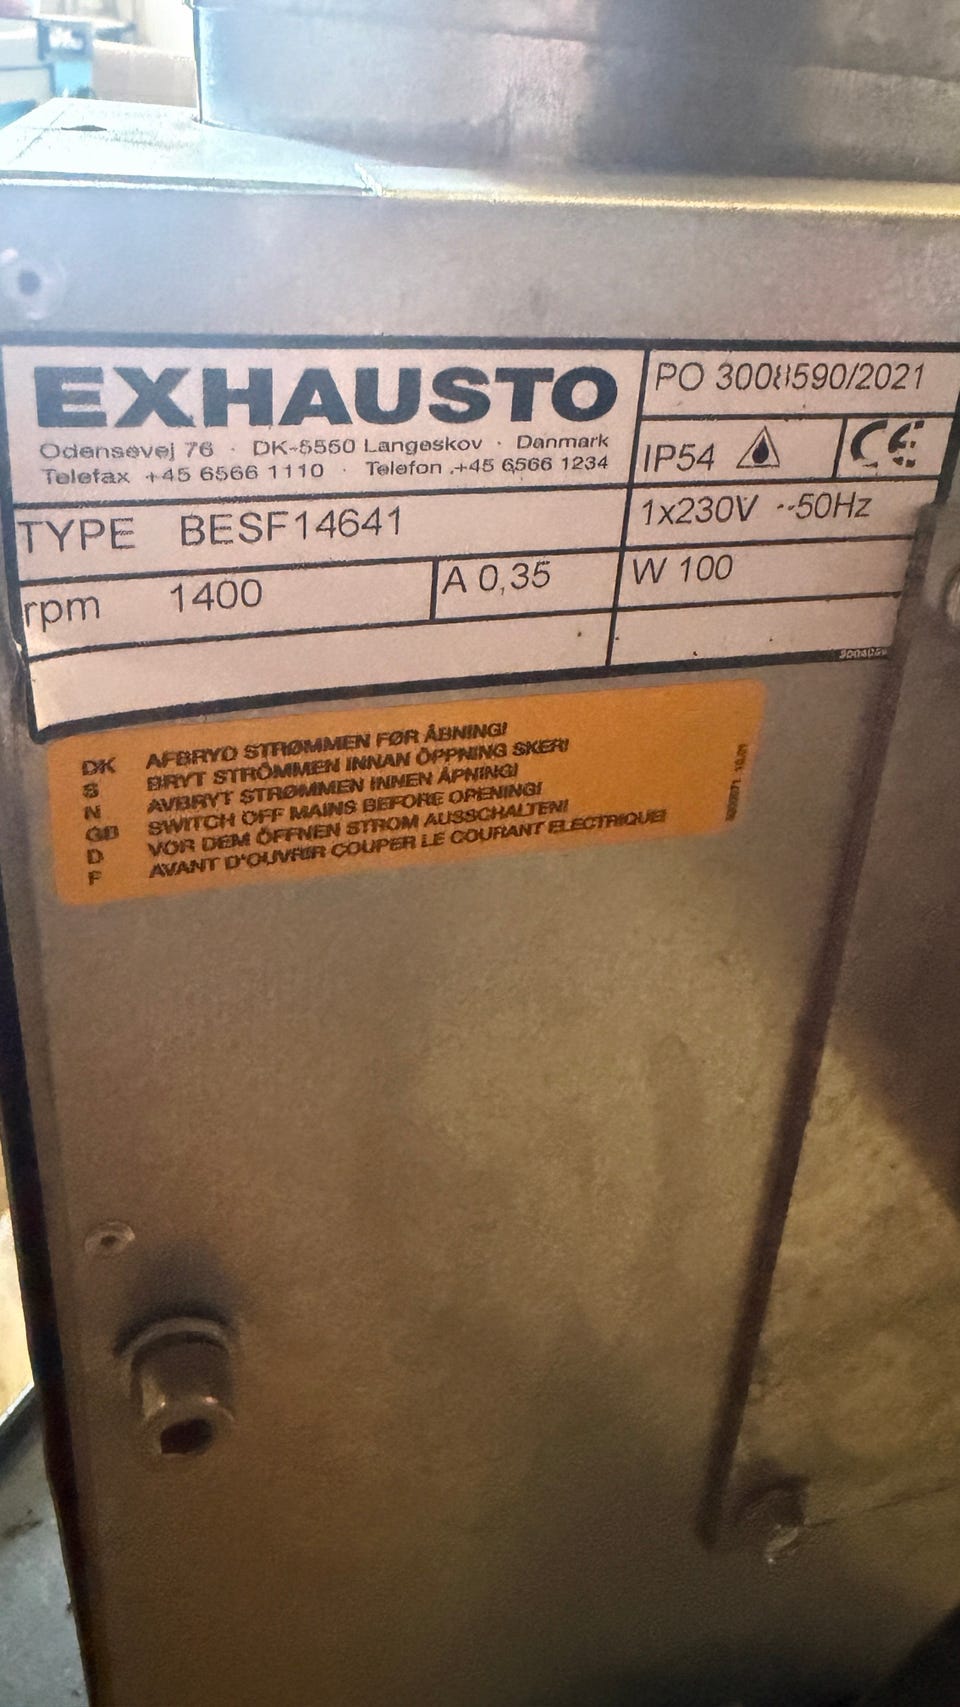 EXHAUSTO
Odensevej 76 · DK-5550 Langeskov · Danmark
Telefax +45 6566 1110 · Telefon +45 6566 1234
PO 3008590/2021
IP54 CE
TYPE BESF14641
1x230V ~50Hz
rpm 1400 A 0,35 W 100
DK AFBRYD STRØMMEN FØR ÅBNING!
S BRYT STRÖMMEN INNAN ÖPPNING SKER!
N AVBRYT STRØMMEN INNEN ÅPNING!
GB SWITCH OFF MAINS BEFORE OPENING!
D VOR DEM ÖFFNEN STROM AUSSCHALTEN!
F AVANT D'OUVRIR COUPER LE COURANT ELECTRIQUE!